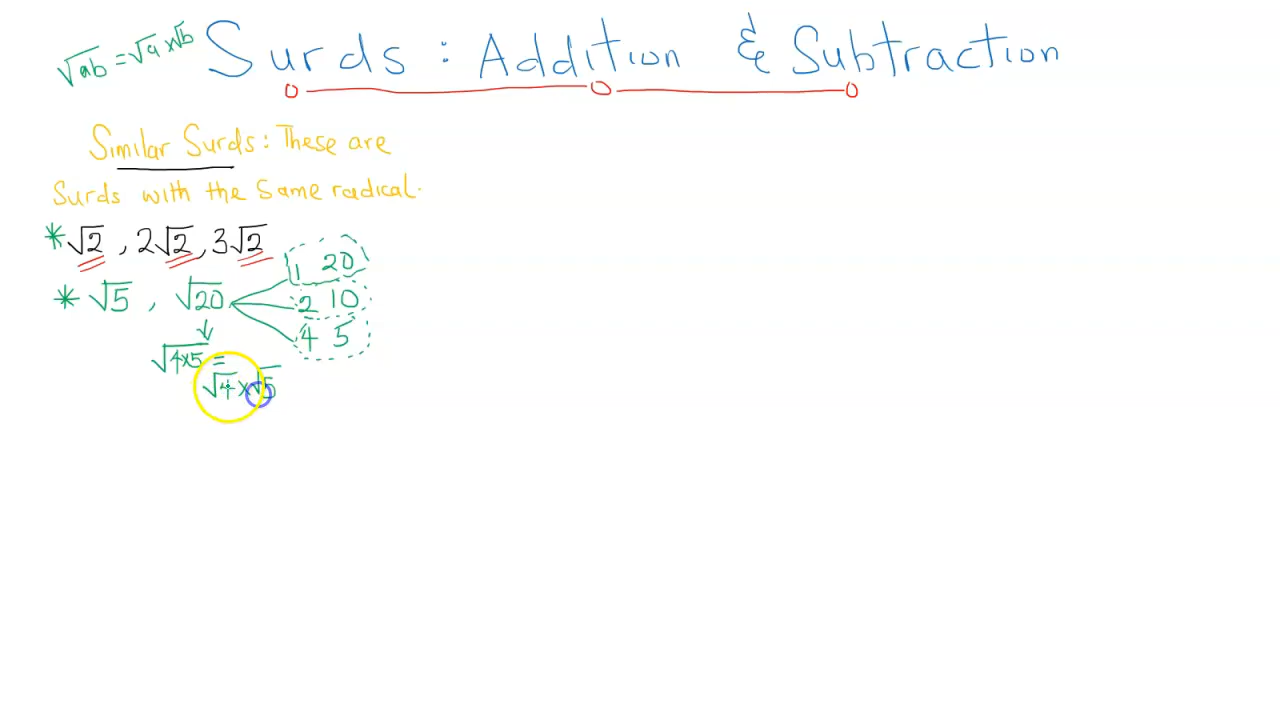 √ab = √a x √b
Surds : Addition & Subtraction
Similar Surds: These are
Surds with the Same radical.
* √2 , 2√2 , 3√2
1 20
* √5 , √20
2 10
4 5
√4x5 =
√4 x √5